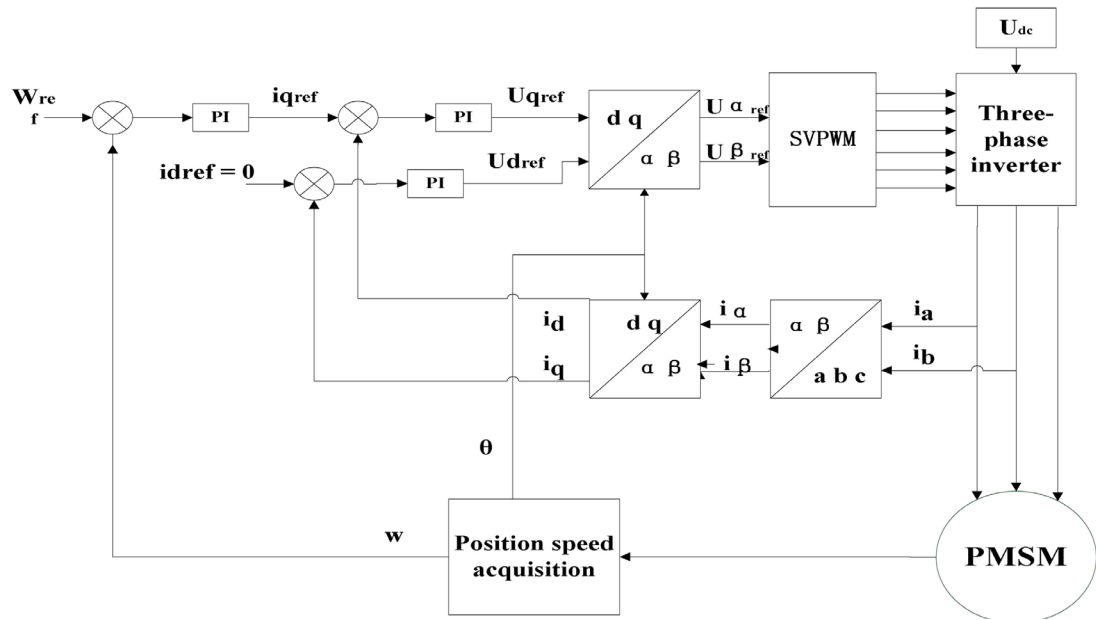 Udc
Wre
f
PI
iqref
PI
Uqref
d q
α β
U α ref
U β ref
SVPWM
Three-
phase
inverter
idref = 0
PI
Udref
id
iq
d q
α β
i α
i β
α β
a b c
ia
ib
θ
w
Position speed
acquisition
PMSM